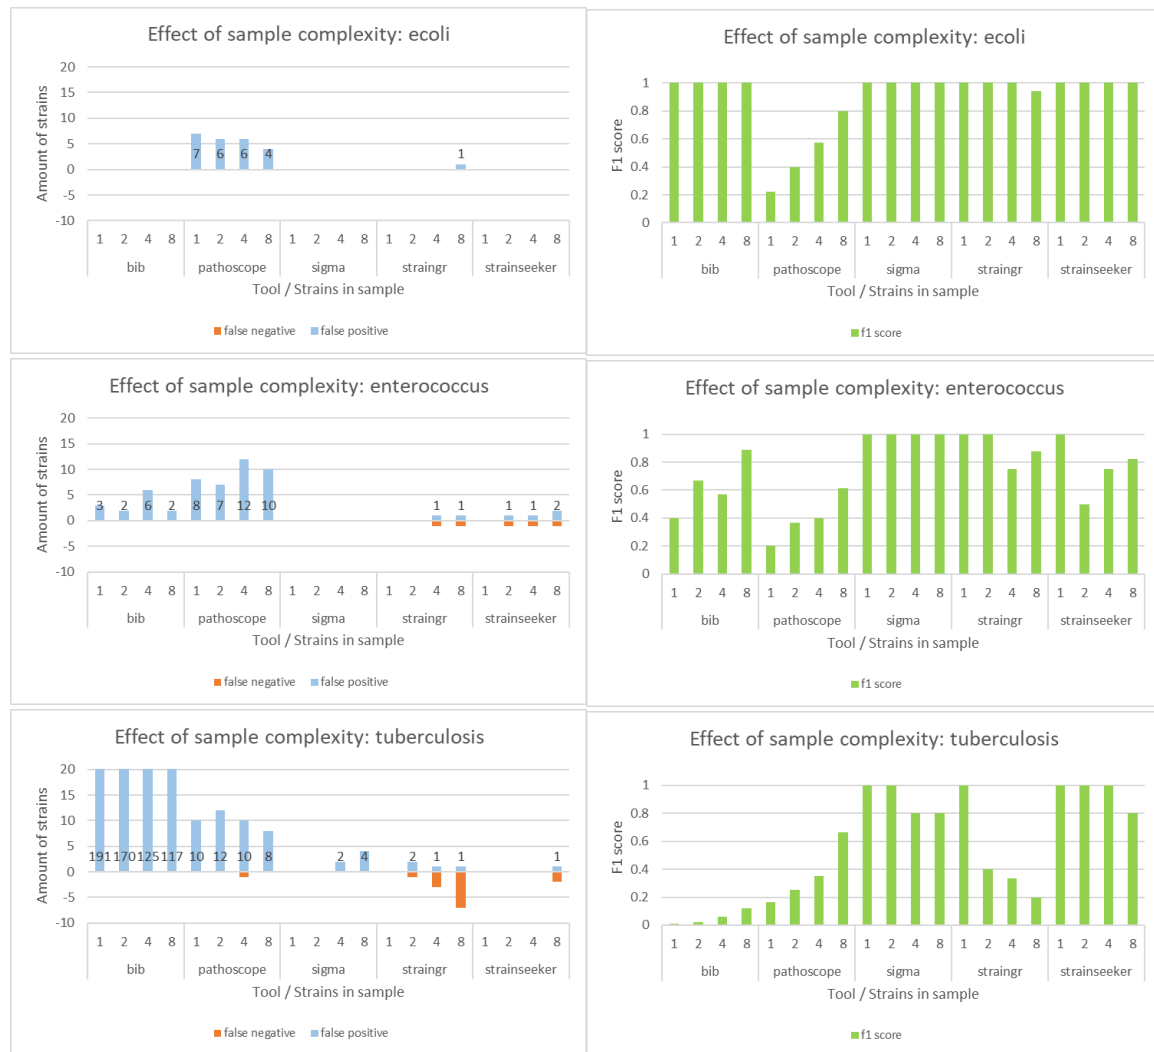 Effect of sample complexity: ecoli
Amount of strains
20
15
10
5
0
-5
-10
7 6 6 4 1
1 2 4 8 1 2 4 8 1 2 4 8 1 2 4 8 1 2 4 8
bib pathoscope sigma straingr strainseeker
Tool / Strains in sample
false negative false positive
Effect of sample complexity: ecoli
F1 score
1
0.8
0.6
0.4
0.2
0
1 2 4 8 1 2 4 8 1 2 4 8 1 2 4 8 1 2 4 8
bib pathoscope sigma straingr strainseeker
Tool / Strains in sample
f1 score
Effect of sample complexity: enterococcus
Amount of strains
20
15
10
5
0
-5
-10
3 2 6 2 8 7 12 10 1 1 1 1 2
1 2 4 8 1 2 4 8 1 2 4 8 1 2 4 8 1 2 4 8
bib pathoscope sigma straingr strainseeker
Tool / Strains in sample
false negative false positive
Effect of sample complexity: enterococcus
F1 score
1
0.8
0.6
0.4
0.2
0
1 2 4 8 1 2 4 8 1 2 4 8 1 2 4 8 1 2 4 8
bib pathoscope sigma straingr strainseeker
Tool / Strains in sample
f1 score
Effect of sample complexity: tuberculosis
Amount of strains
20
15
10
5
0
-5
-10
191 170 125 117 10 12 10 8 2 4 2 1 1 1
1 2 4 8 1 2 4 8 1 2 4 8 1 2 4 8 1 2 4 8
bib pathoscope sigma straingr strainseeker
Tool / Strains in sample
false negative false positive
Effect of sample complexity: tuberculosis
F1 score
1
0.8
0.6
0.4
0.2
0
1 2 4 8 1 2 4 8 1 2 4 8 1 2 4 8 1 2 4 8
bib pathoscope sigma straingr strainseeker
Tool / Strains in sample
f1 score